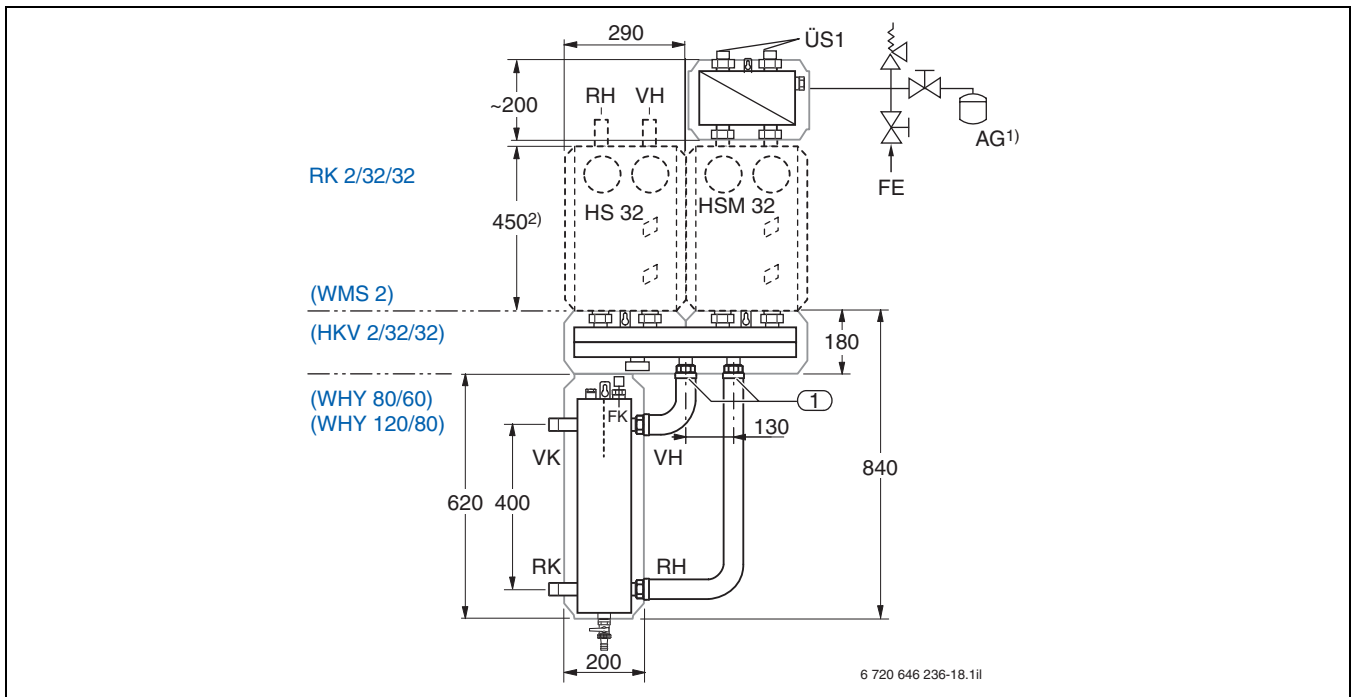 290
ÜS1
~200
RH
VH
AG1)
FE
RK 2/32/32
HS 32
HSM 32
4502)
(WMS 2)
(HKV 2/32/32)
180
(WHY 80/60)
(WHY 120/80)
FK
1
130
VK
VH
840
620
400
RK
RH
200
6 720 646 236-18.1il